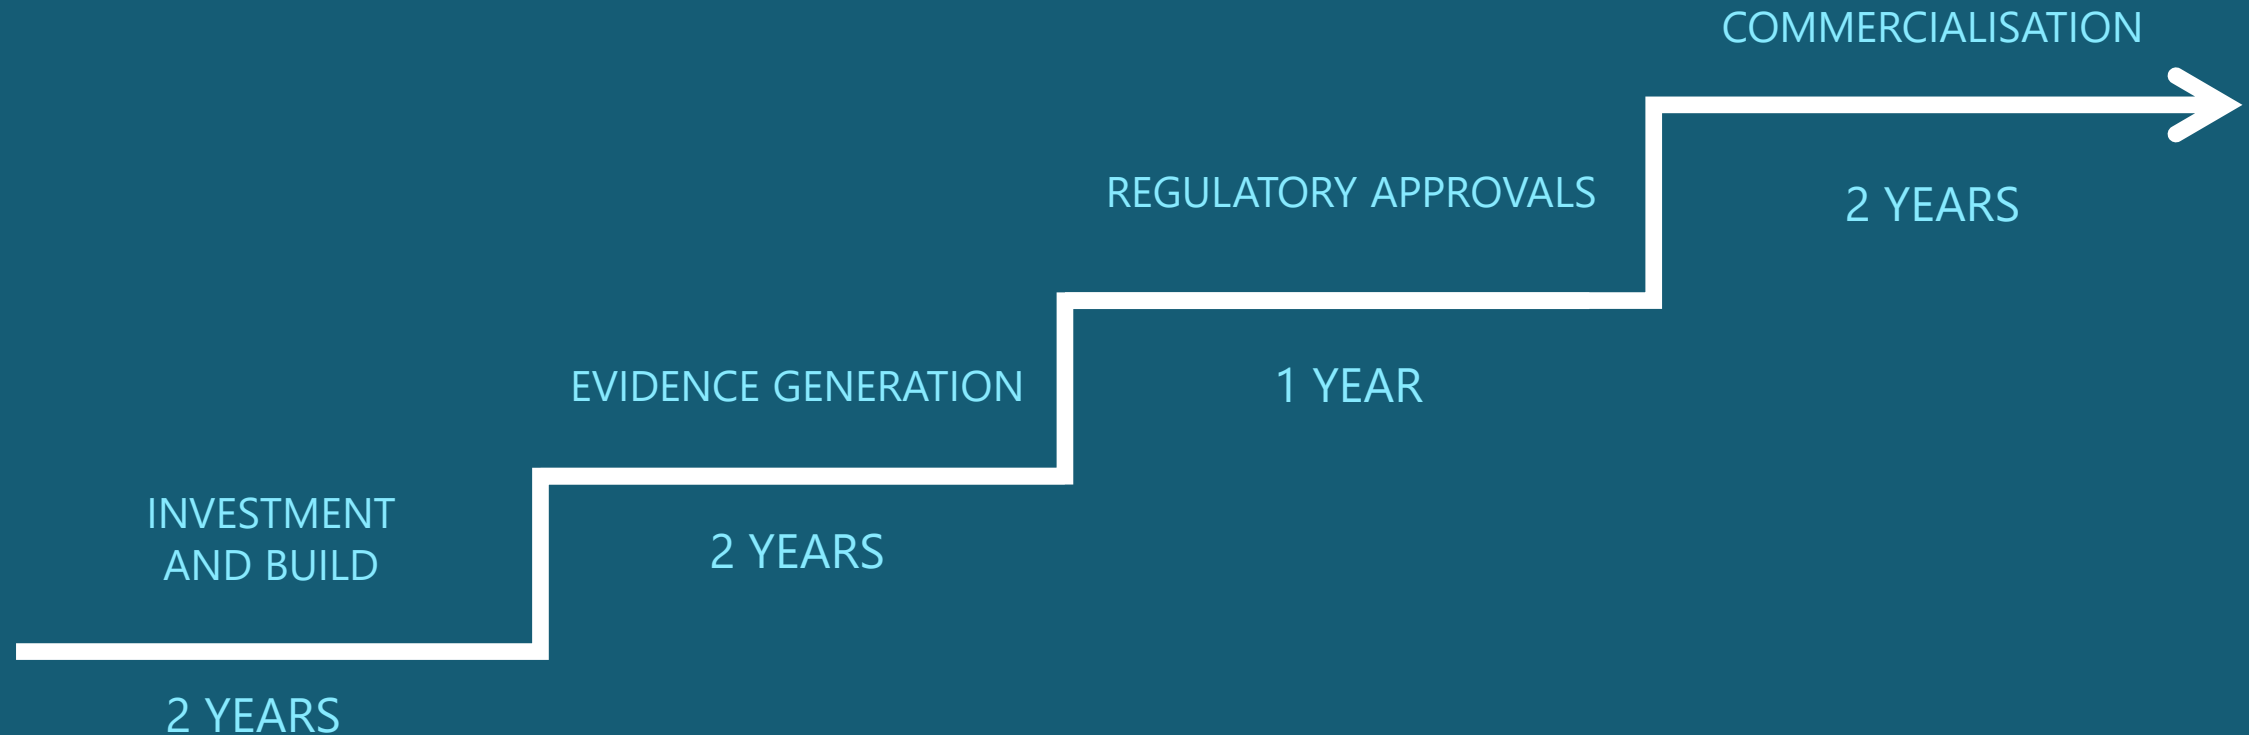 COMMERCIALISATION
REGULATORY APPROVALS
2 YEARS
EVIDENCE GENERATION
1 YEAR
INVESTMENT
AND BUILD
2 YEARS
2 YEARS